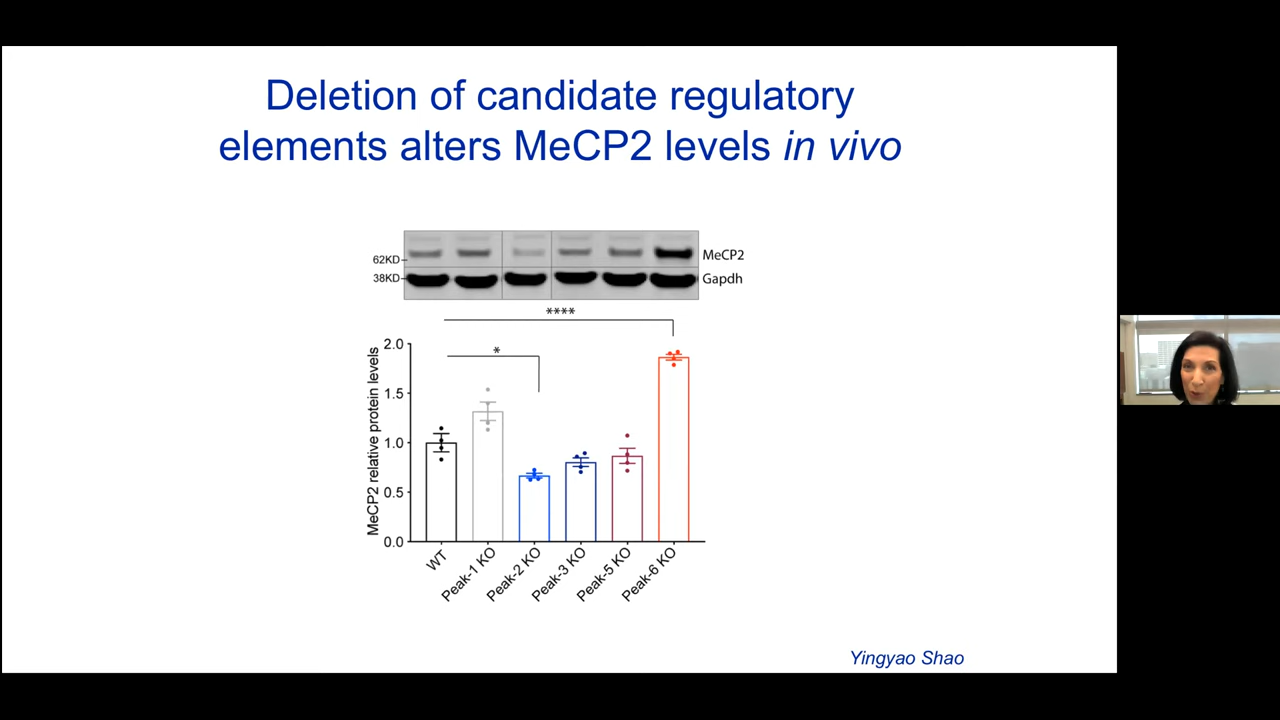 Deletion of candidate regulatory
elements alters MeCP2 levels in vivo
MeCP2
62KD
38KD
Gapdh
****
*
MeCP2 relative protein levels
2.0
1.5
1.0
0.5
0.0
WT
Peak-1 KO
Peak-2 KO
Peak-3 KO
Peak-5 KO
Peak-6 KO
Yingyao Shao